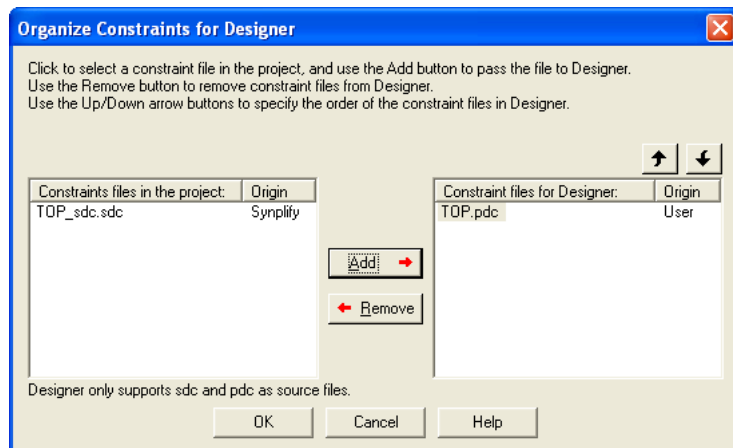 Organize Constraints for Designer
Click to select a constraint file in the project, and use the Add button to pass the file to Designer.
Use the Remove button to remove constraint files from Designer.
Use the Up/Down arrow buttons to specify the order of the constraint files in Designer.
Constraints files in the project: Origin
TOP_sdc.sdc Synplify
Constraint files for Designer: Origin
TOP.pdc User
Add
Remove
Designer only supports sdc and pdc as source files.
OK Cancel Help